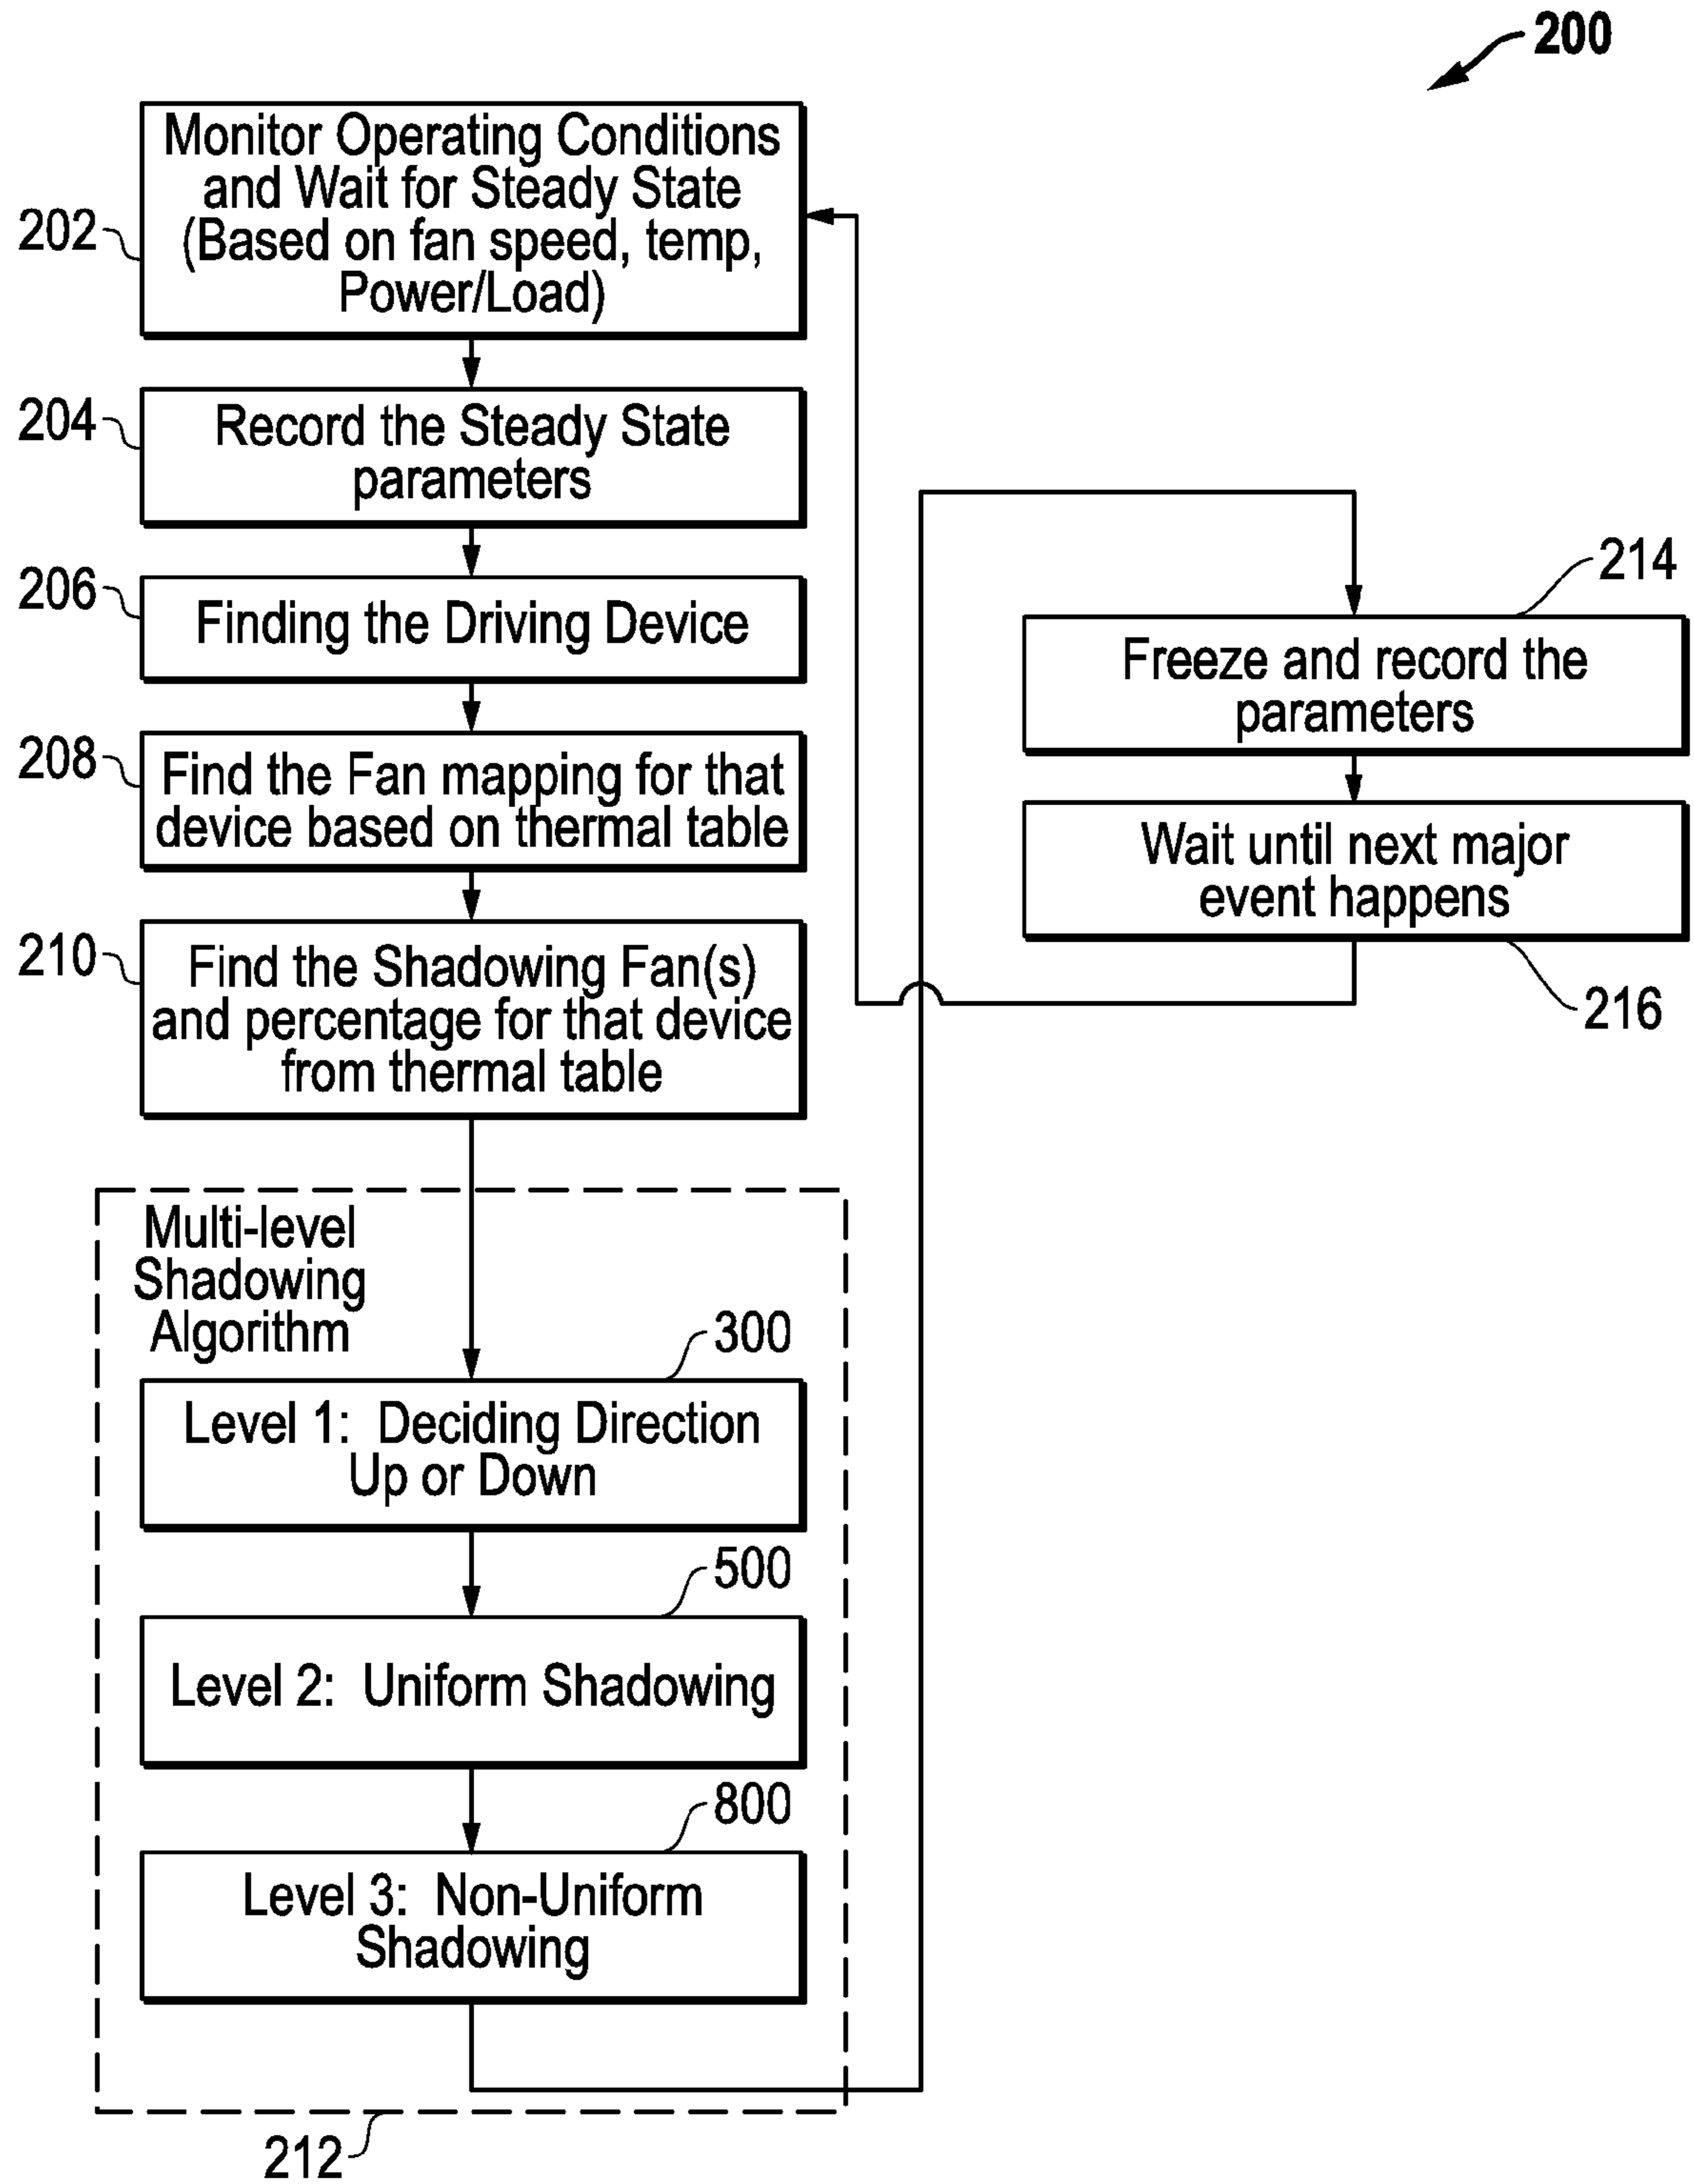 200
Monitor Operating Conditions
and Wait for Steady State
(Based on fan speed, temp,
Power/Load)
202
Record the Steady State
parameters
204
Finding the Driving Device
206
Find the Fan mapping for that
device based on thermal table
208
Find the Shadowing Fan(s)
and percentage for that device
from thermal table
210
Multi-level
Shadowing
Algorithm
300
Level 1: Deciding Direction
Up or Down
500
Level 2: Uniform Shadowing
800
Level 3: Non-Uniform
Shadowing
212
214
Freeze and record the
parameters
Wait until next major
event happens
216